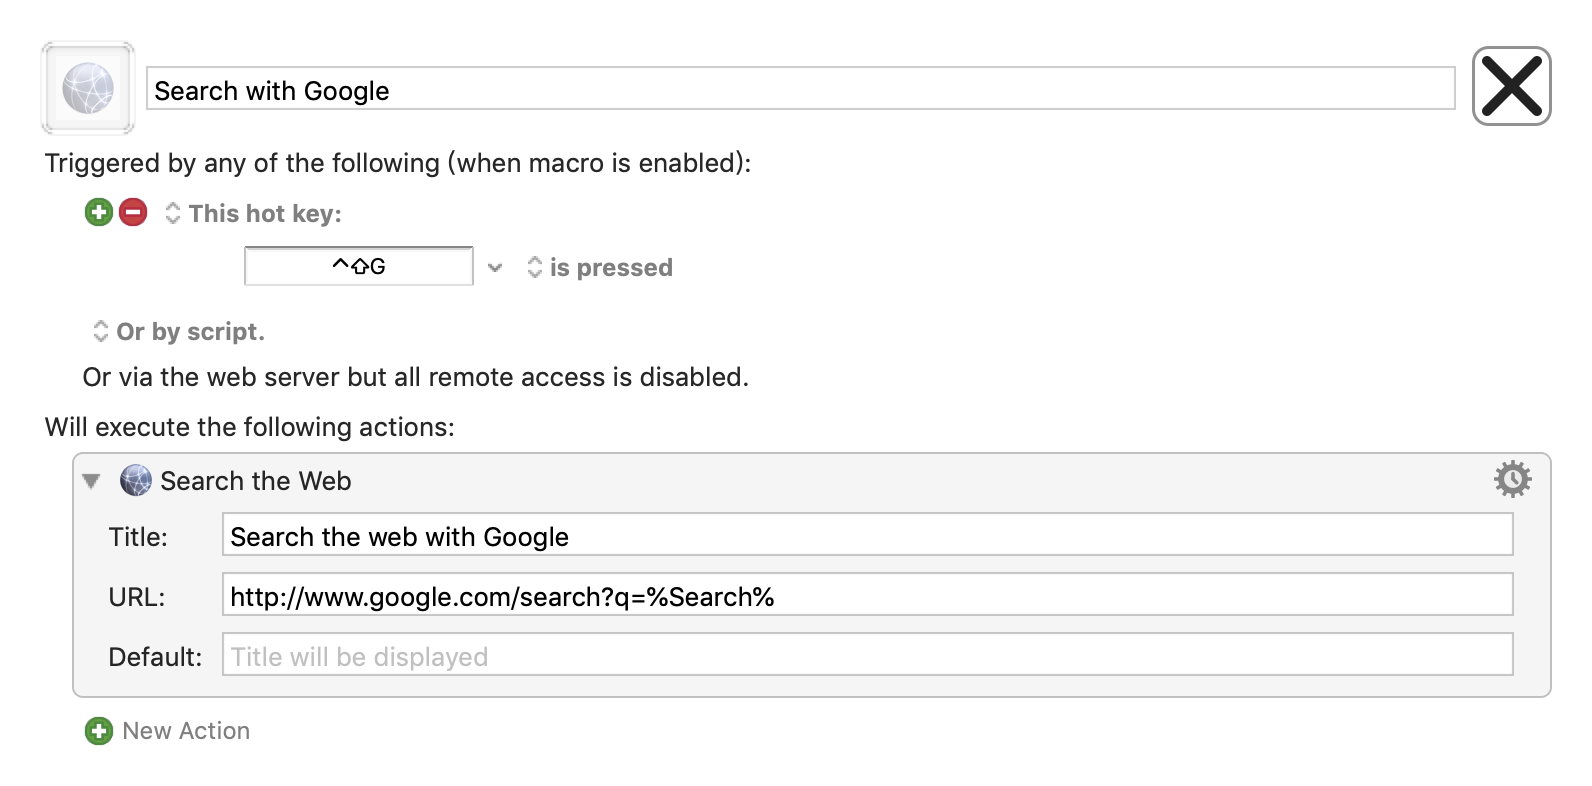 Search with Google
Triggered by any of the following (when macro is enabled):
This hot key:
^⇧G is pressed
Or by script.
Or via the web server but all remote access is disabled.
Will execute the following actions:
Search the Web
Title: Search the web with Google
URL: http://www.google.com/search?q=%Search%
Default: Title will be displayed
New Action